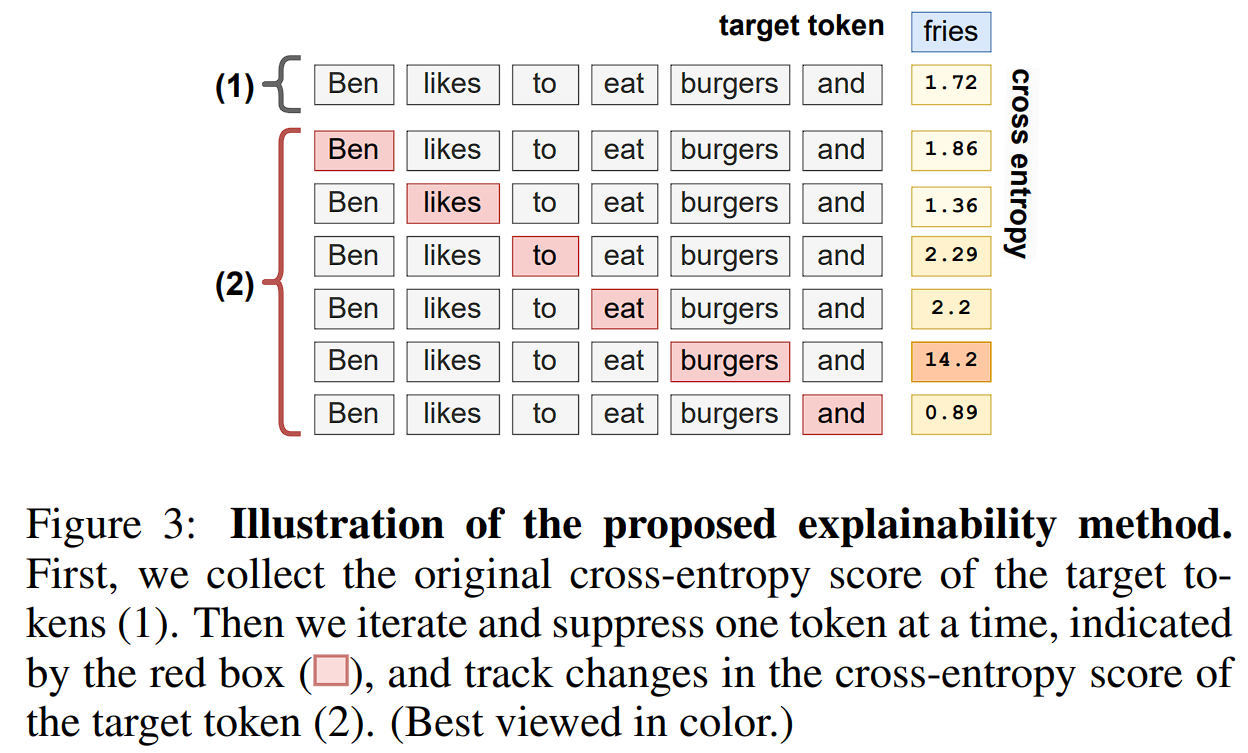 target token fries
(1) Ben likes to eat burgers and 1.72
cross entropy
(2)
Ben likes to eat burgers and 1.86
Ben likes to eat burgers and 1.36
Ben likes to eat burgers and 2.29
Ben likes to eat burgers and 2.2
Ben likes to eat burgers and 14.2
Ben likes to eat burgers and 0.89
Figure 3: Illustration of the proposed explainability method.
First, we collect the original cross-entropy score of the target to-
kens (1). Then we iterate and suppress one token at a time, indicated
by the red box (), and track changes in the cross-entropy score of
the target token (2). (Best viewed in color.)